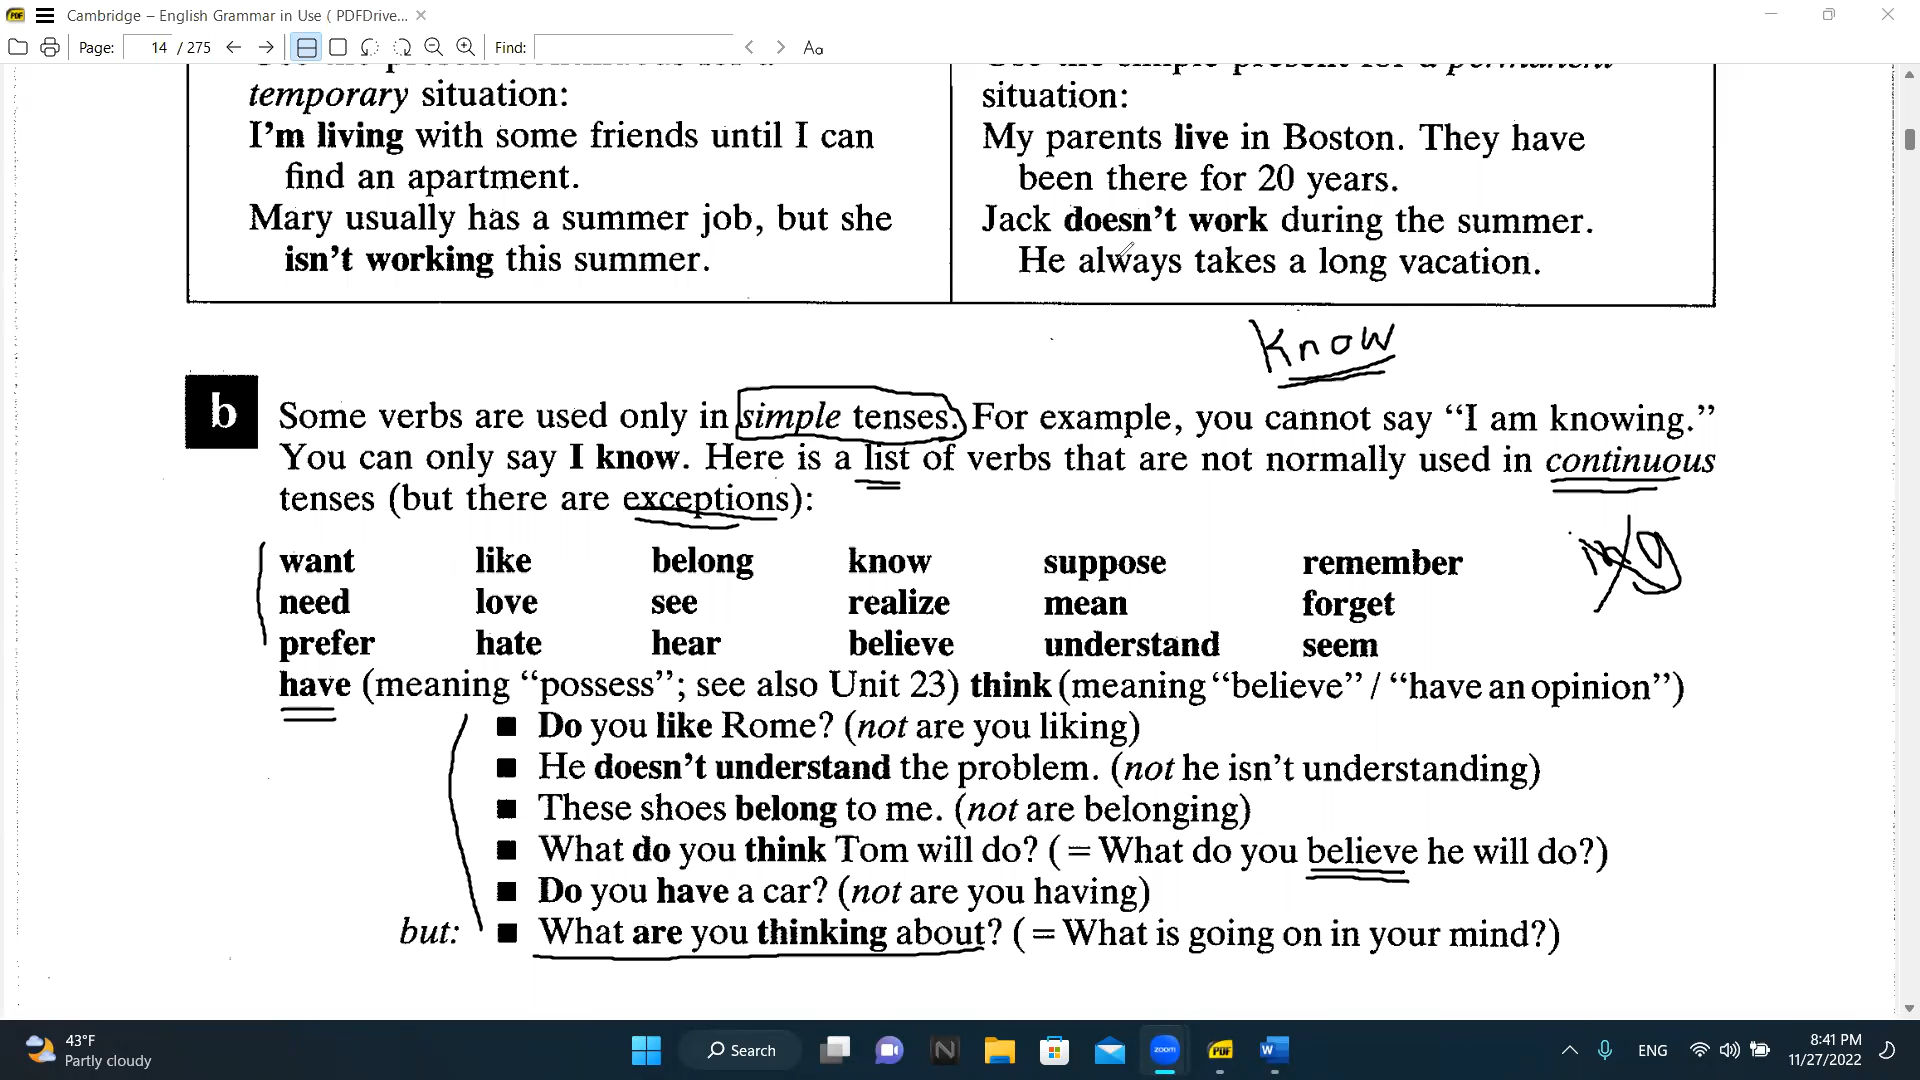 Cambridge – English Grammar in Use ( PDFDrive...
Page: 14 / 275 Find: Aa
temporary situation:
I'm living with some friends until I can
find an apartment.
Mary usually has a summer job, but she
isn't working this summer.
situation:
My parents live in Boston. They have
been there for 20 years.
Jack doesn't work during the summer.
He always takes a long vacation.
Know
b Some verbs are used only in simple tenses. For example, you cannot say “I am knowing.”
You can only say I know. Here is a list of verbs that are not normally used in continuous
tenses (but there are exceptions):
want like belong know suppose remember
need love see realize mean forget
prefer hate hear believe understand seem
have (meaning “possess”; see also Unit 23) think (meaning “believe” / “have an opinion”)
■ Do you like Rome? (not are you liking)
■ He doesn't understand the problem. (not he isn't understanding)
■ These shoes belong to me. (not are belonging)
■ What do you think Tom will do? (= What do you believe he will do?)
■ Do you have a car? (not are you having)
but: ■ What are you thinking about? (= What is going on in your mind?)
43°F
Partly cloudy
Search
zoom
PDF
ENG
8:41 PM
11/27/2022